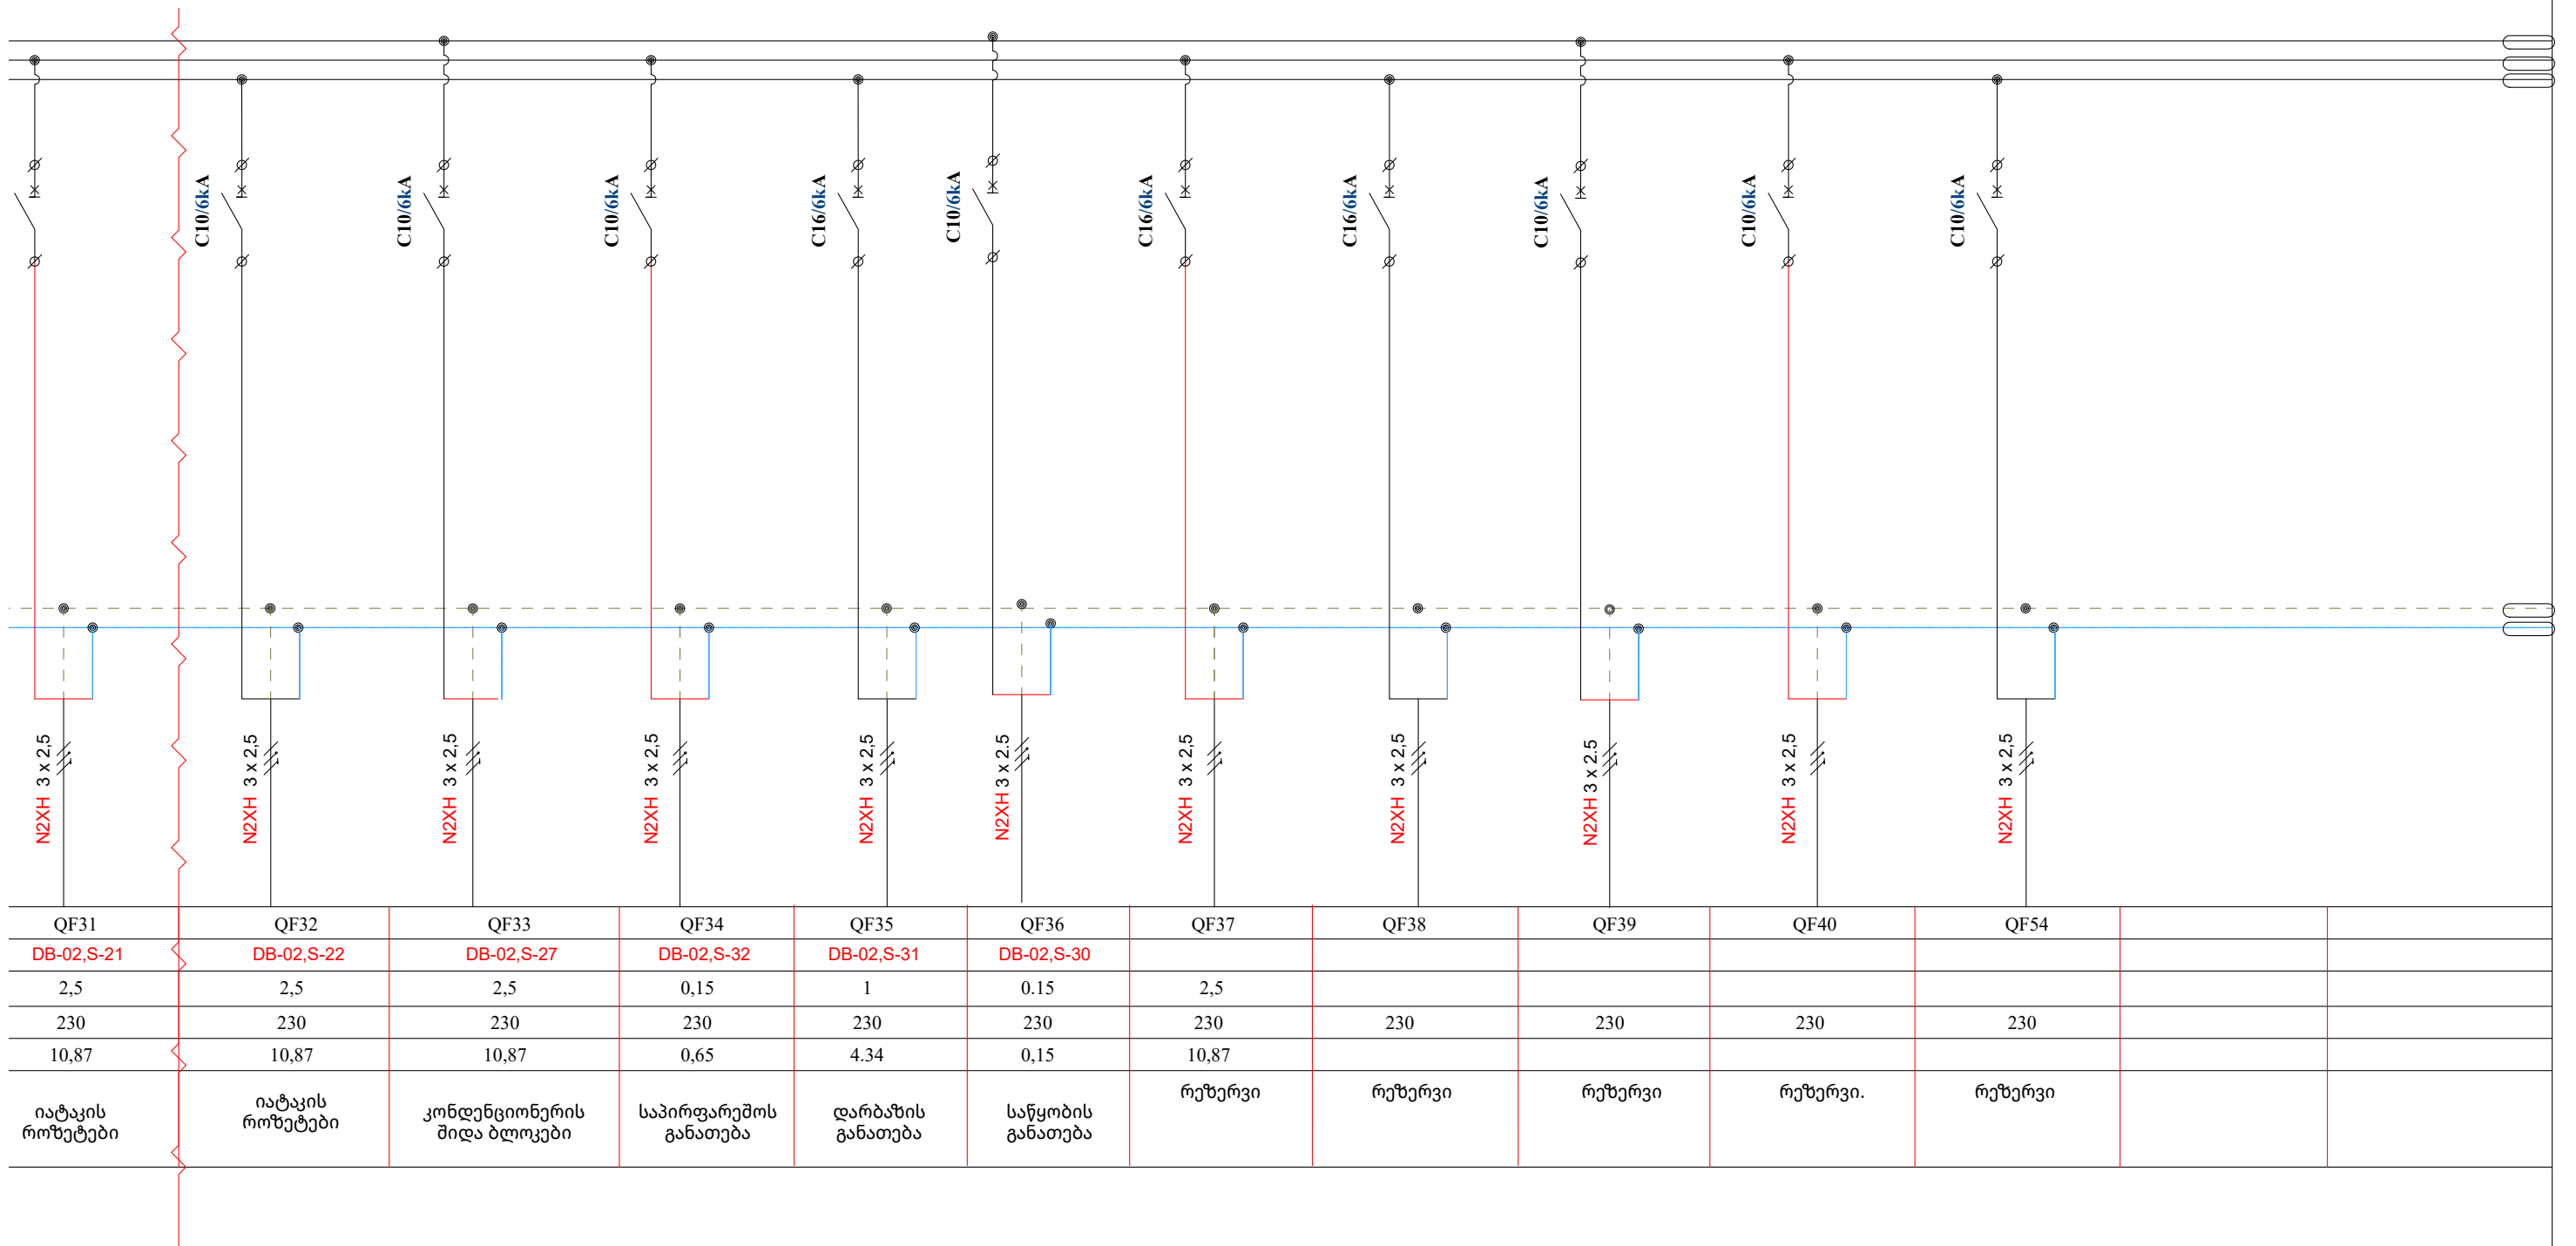 C10/6kA
C10/6kA
C10/6kA
C16/6kA
C10/6kA
C16/6kA
C16/6kA
C10/6kA
C10/6kA
C10/6kA
N2XH 3 x 2,5
N2XH 3 x 2,5
N2XH 3 x 2,5
N2XH 3 x 2,5
N2XH 3 x 2,5
N2XH 3 x 2.5
N2XH 3 x 2,5
N2XH 3 x 2,5
N2XH 3 x 2.5
N2XH 3 x 2,5
N2XH 3 x 2,5
QF31 QF32 QF33 QF34 QF35 QF36 QF37 QF38 QF39 QF40 QF54
DB-02,S-21 DB-02,S-22 DB-02,S-27 DB-02,S-32 DB-02,S-31 DB-02,S-30
2,5 2,5 2,5 0,15 1 0.15 2,5
230 230 230 230 230 230 230 230 230 230 230
10,87 10,87 10,87 0,65 4.34 0,15 10,87
იატაკის
როზეტები
იატაკის
როზეტები
კონდენციონერის
შიდა ბლოკები
საპირფარეშოს
განათება
დარბაზის
განათება
საწყობის
განათება
რეზერვი
რეზერვი
რეზერვი
რეზერვი.
რეზერვი